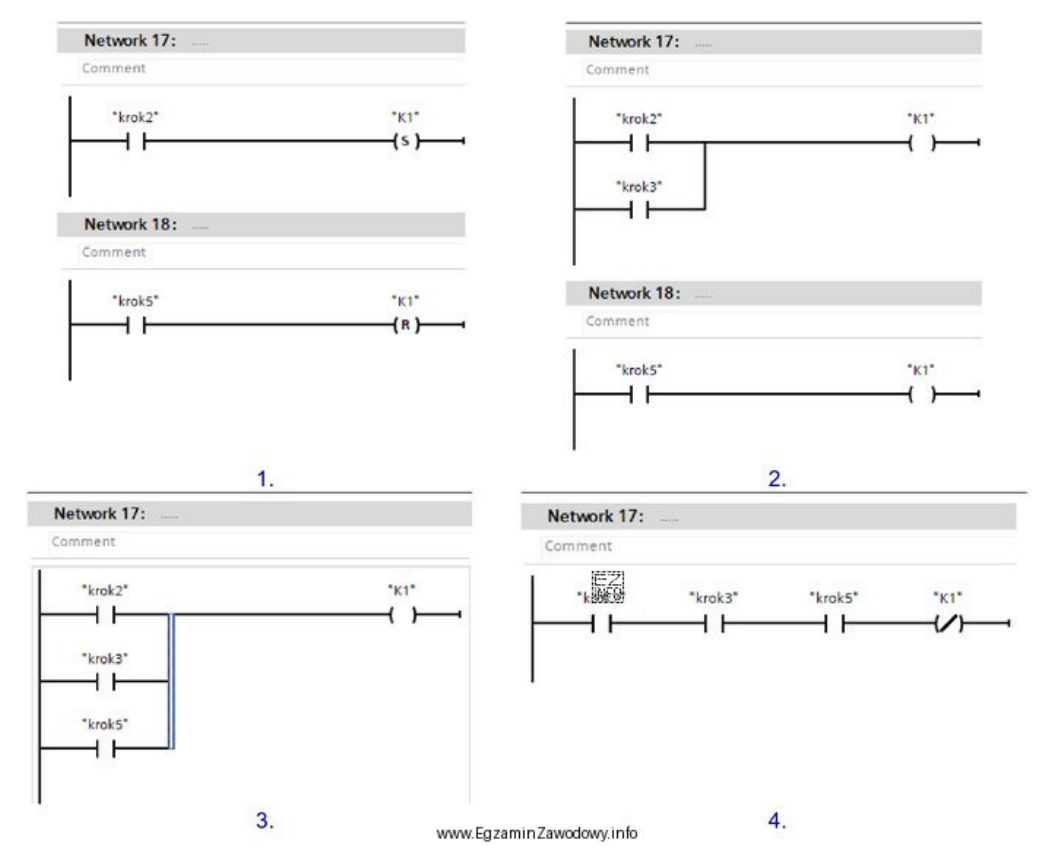 Network 17: .....
Comment
"krok2" "K1"
( S )
Network 18: .....
Comment
"krok5" "K1"
( R )
1.
Network 17: .....
Comment
"krok2" "K1"
"krok3"
Network 18: .....
Comment
"krok5" "K1"
2.
Network 17: .....
Comment
"krok2" "K1"
"krok3"
"krok5"
3.
Network 17: .....
Comment
EZ
INFO
"krok3" "krok5" "K1"
4.
www.EgzaminZawodowy.info